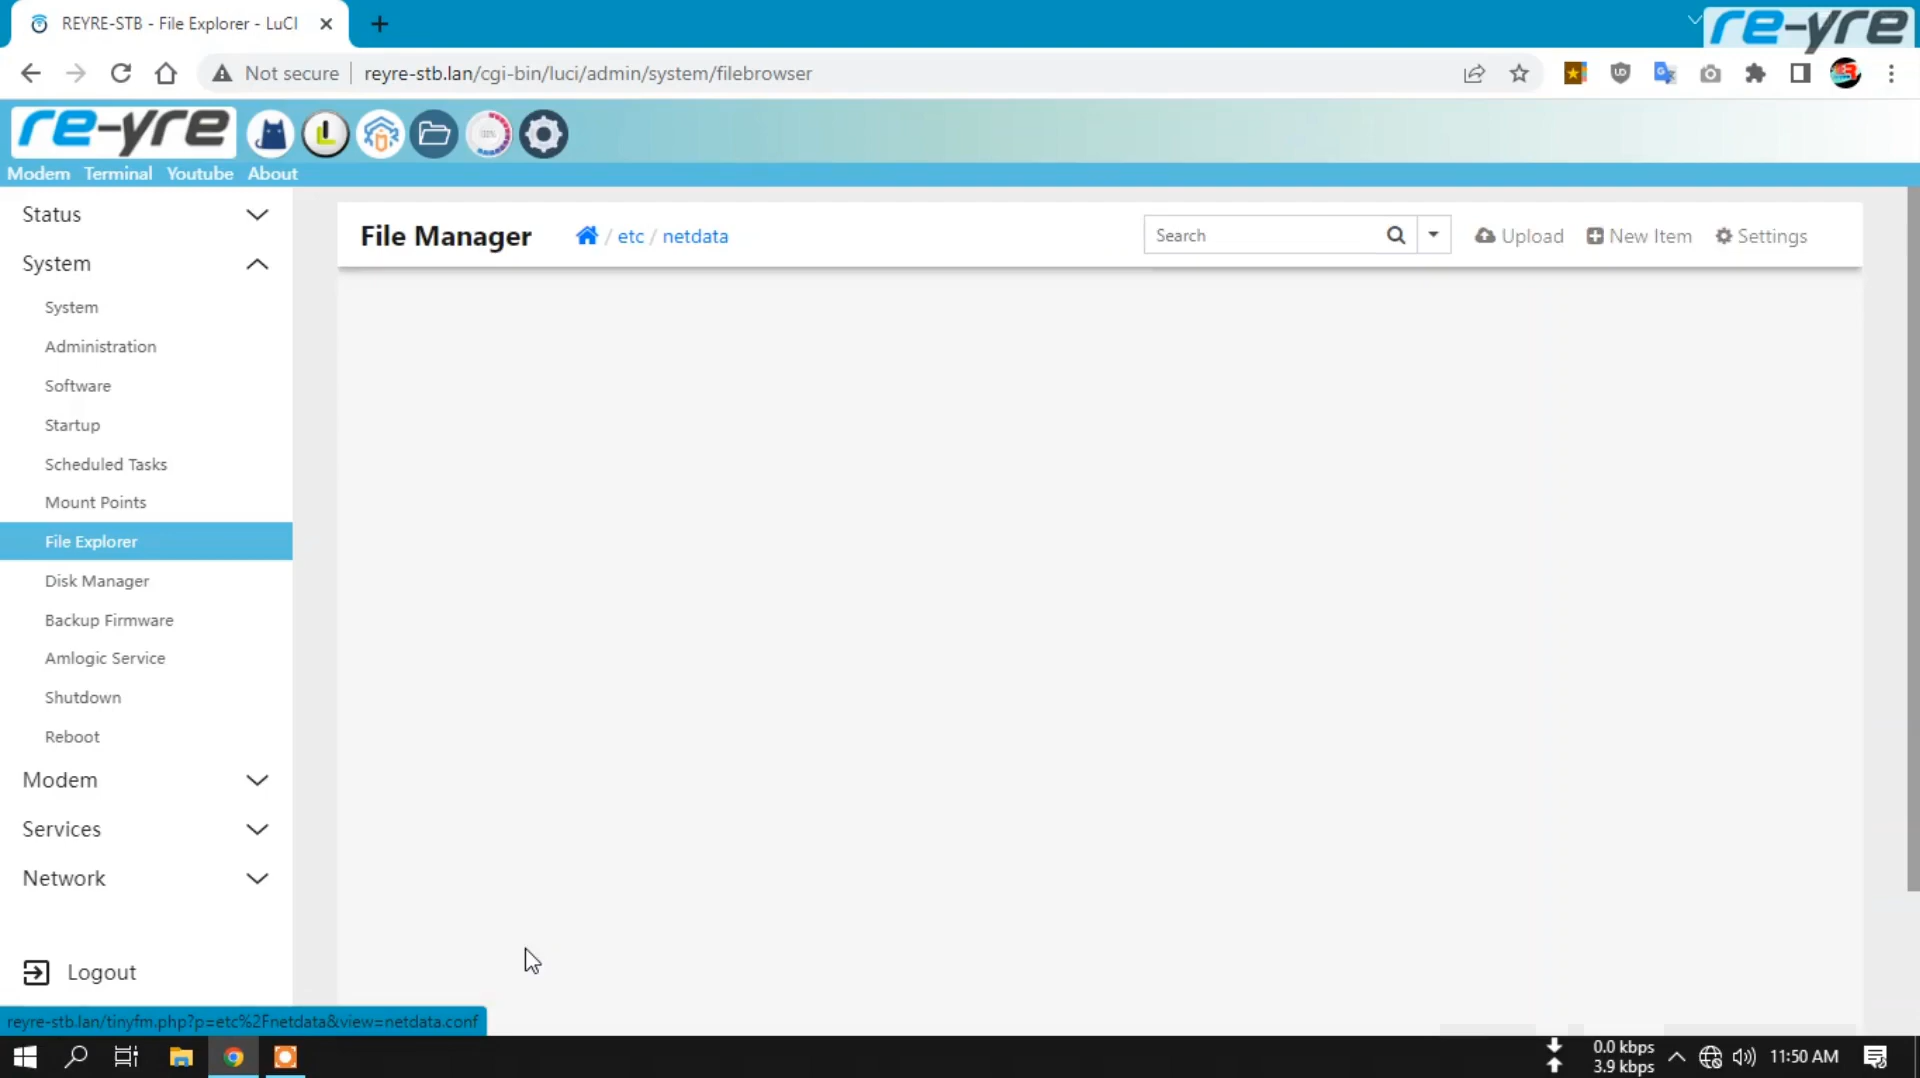 REYRE-STB - File Explorer - LuCI
re-yre
Not secure
reyre-stb.lan/cgi-bin/luci/admin/system/filebrowser
re-yre
Modem Terminal Youtube About
Status
System
System
Administration
Software
Startup
Scheduled Tasks
Mount Points
File Explorer
Disk Manager
Backup Firmware
Amlogic Service
Shutdown
Reboot
Modem
Services
Network
Logout
File Manager
/ etc / netdata
Search
Upload
New Item
Settings
reyre-stb.lan/tinyfm.php?p=etc%2Fnetdata&view=netdata.conf
0.0 kbps
3.9 kbps
11:50 AM